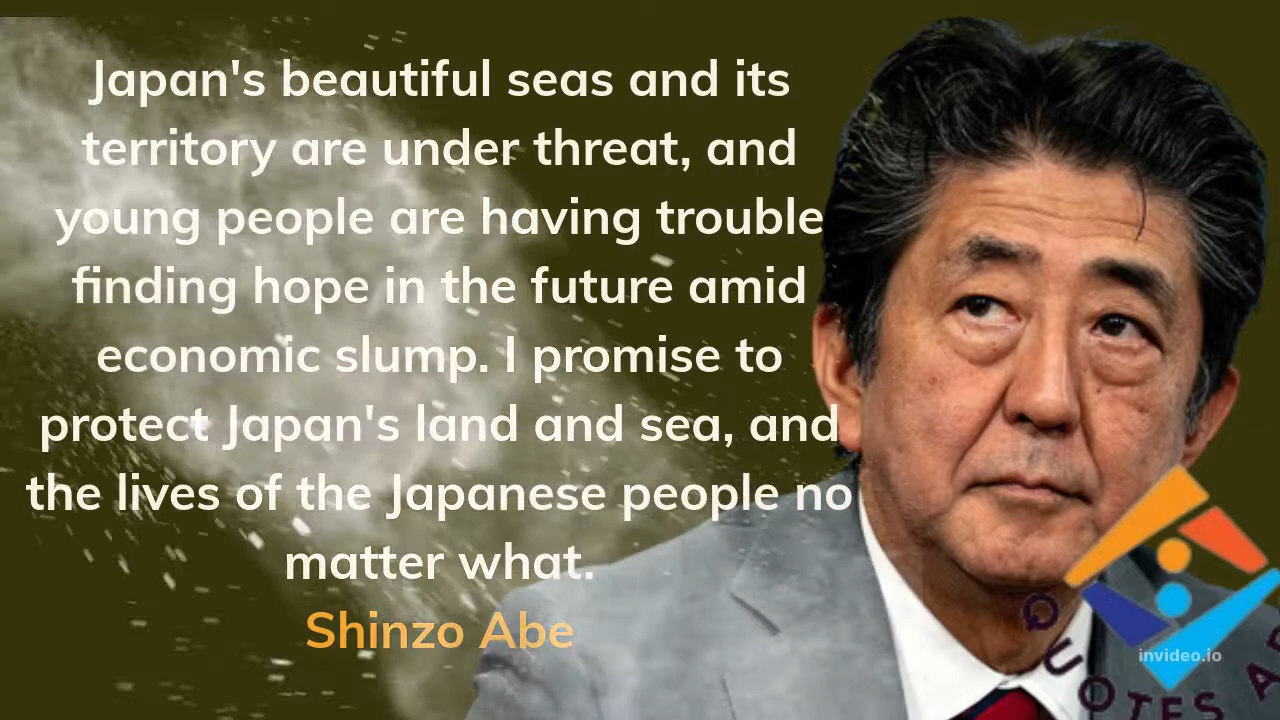 Japan's beautiful seas and its
territory are under threat, and
young people are having trouble
finding hope in the future amid
economic slump. I promise to
protect Japan's land and sea, and
the lives of the Japanese people no
matter what.
Shinzo Abe
invideo.io
QUOTES